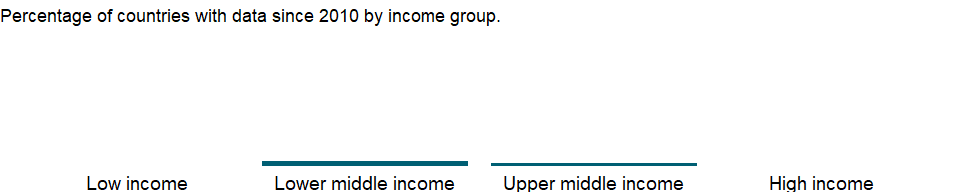 Percentage of countries with data since 2010 by income group.
Low income Lower middle income Upper middle income High income